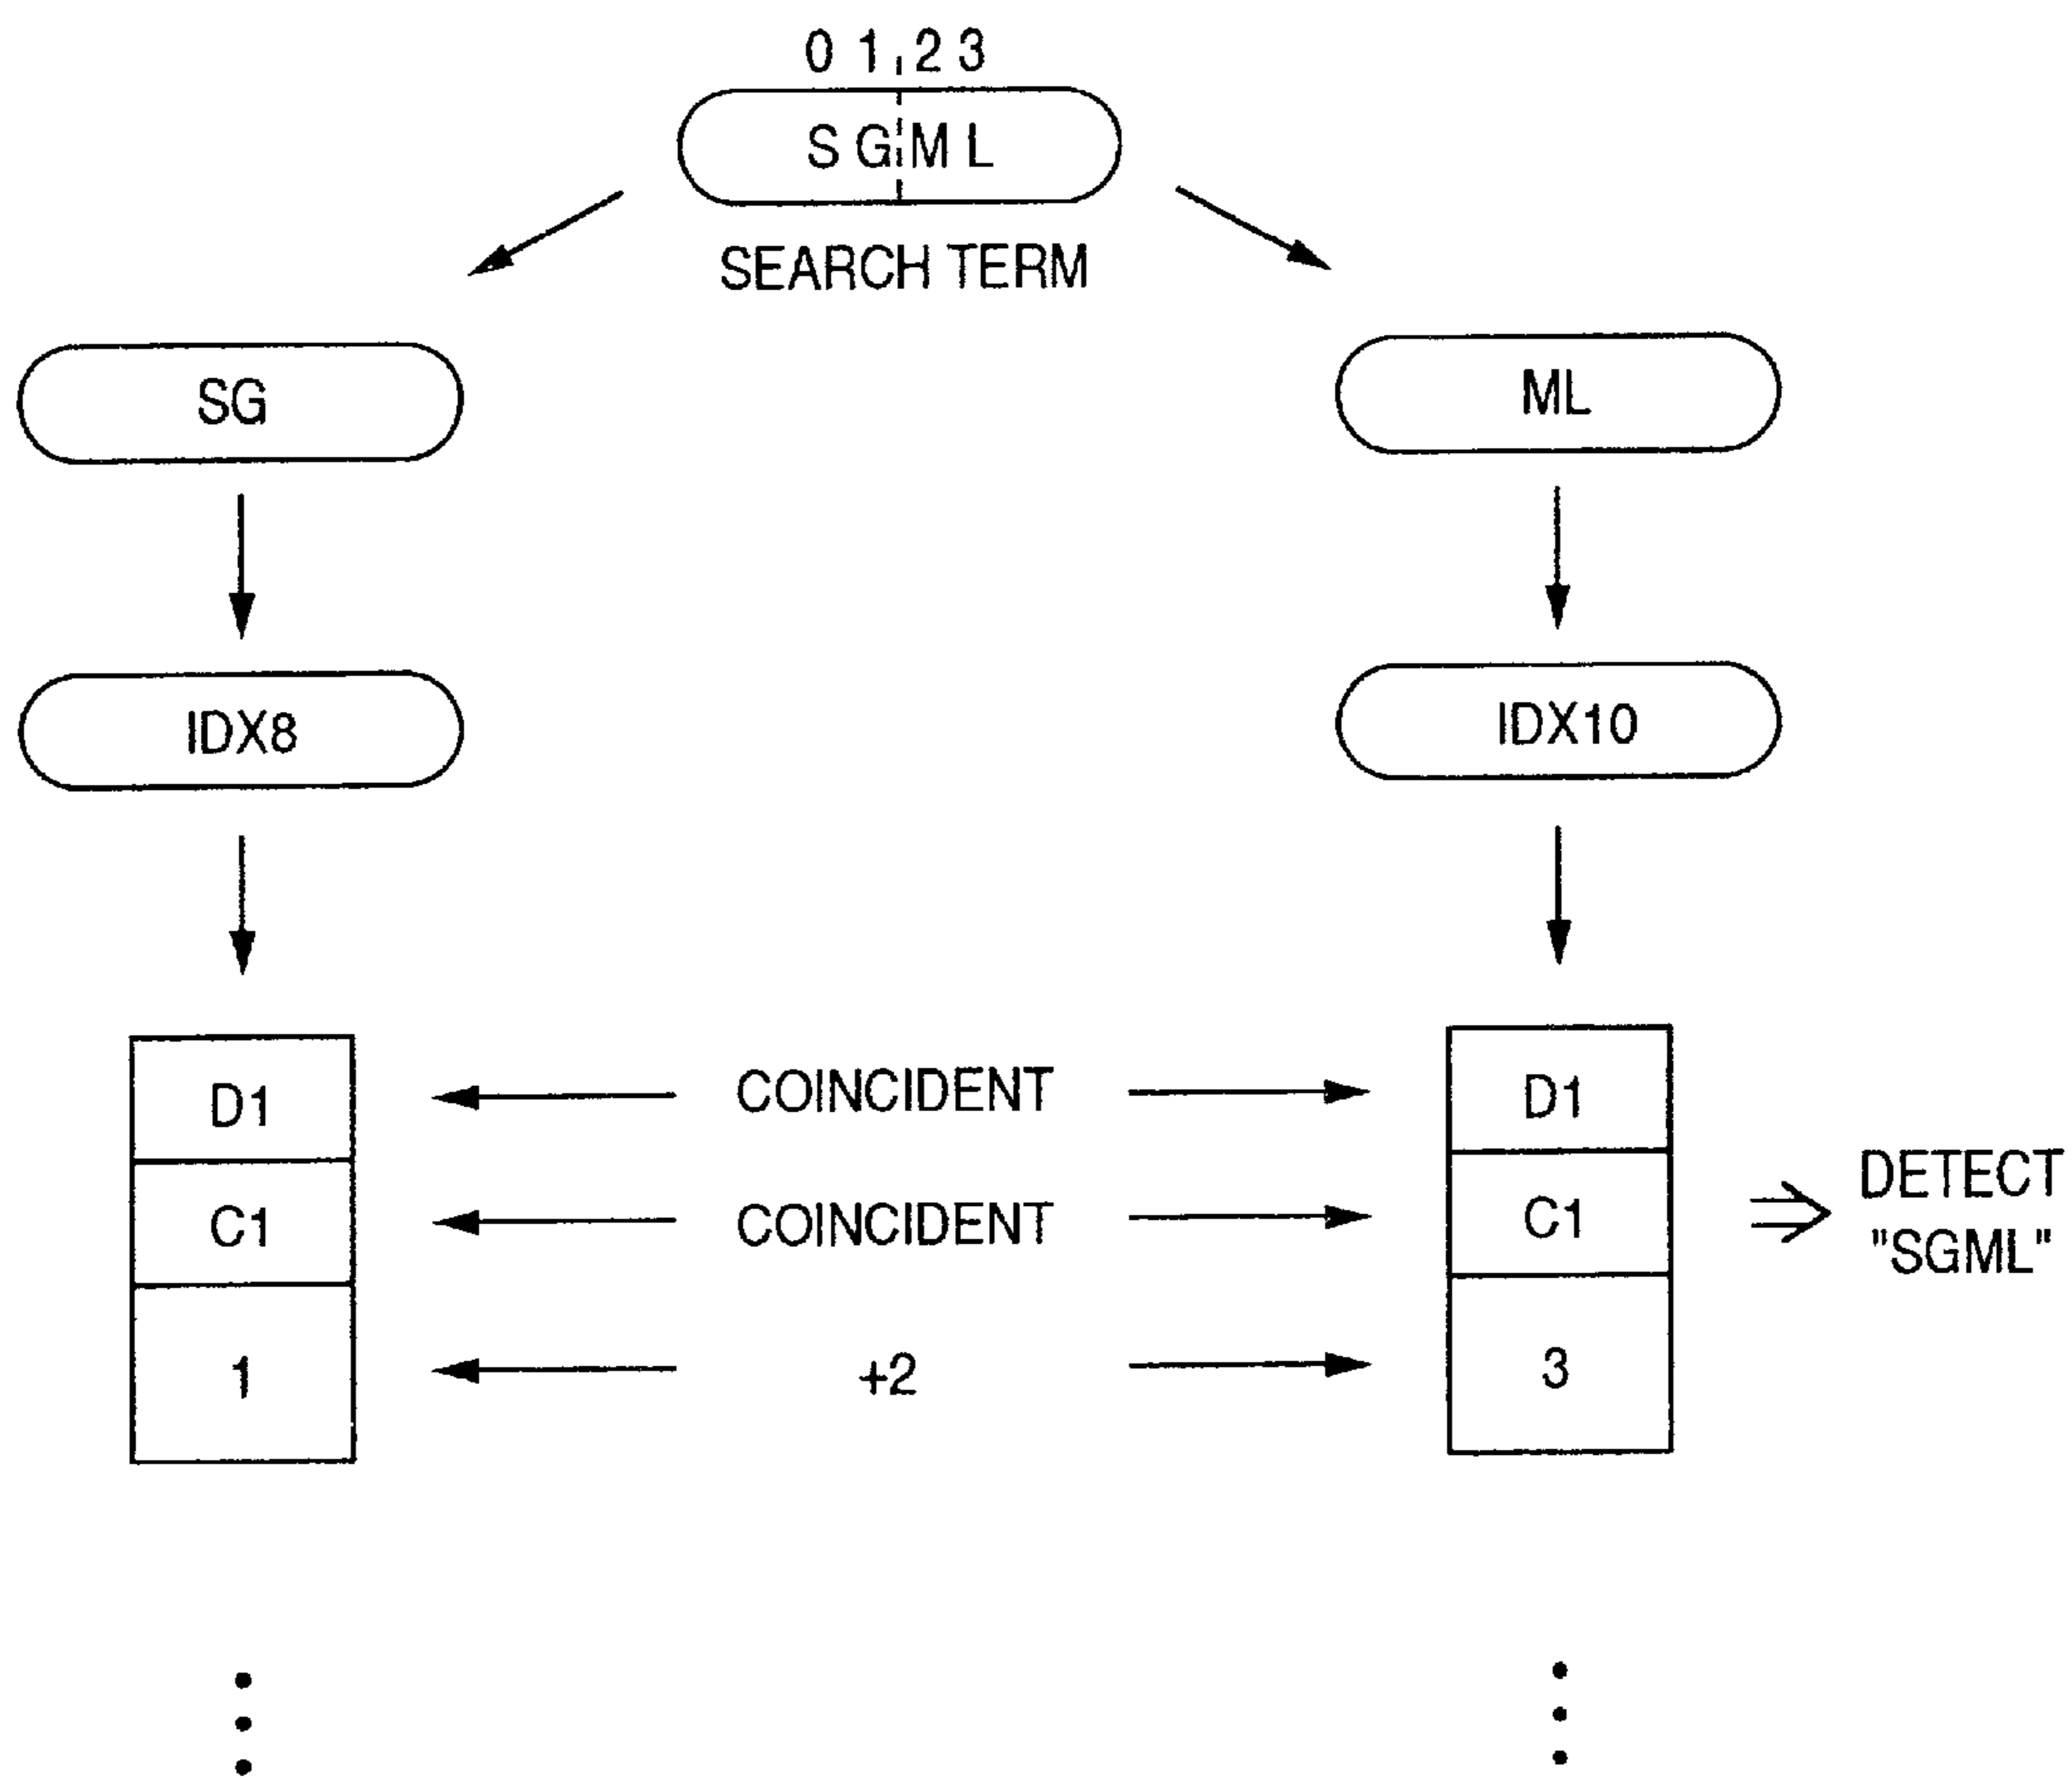 0 1 2 3
S G M L
SEARCH TERM
SG
ML
IDX8
IDX10
D1
COINCIDENT
D1
C1
COINCIDENT
C1
DETECT
"SGML"
1
+2
3